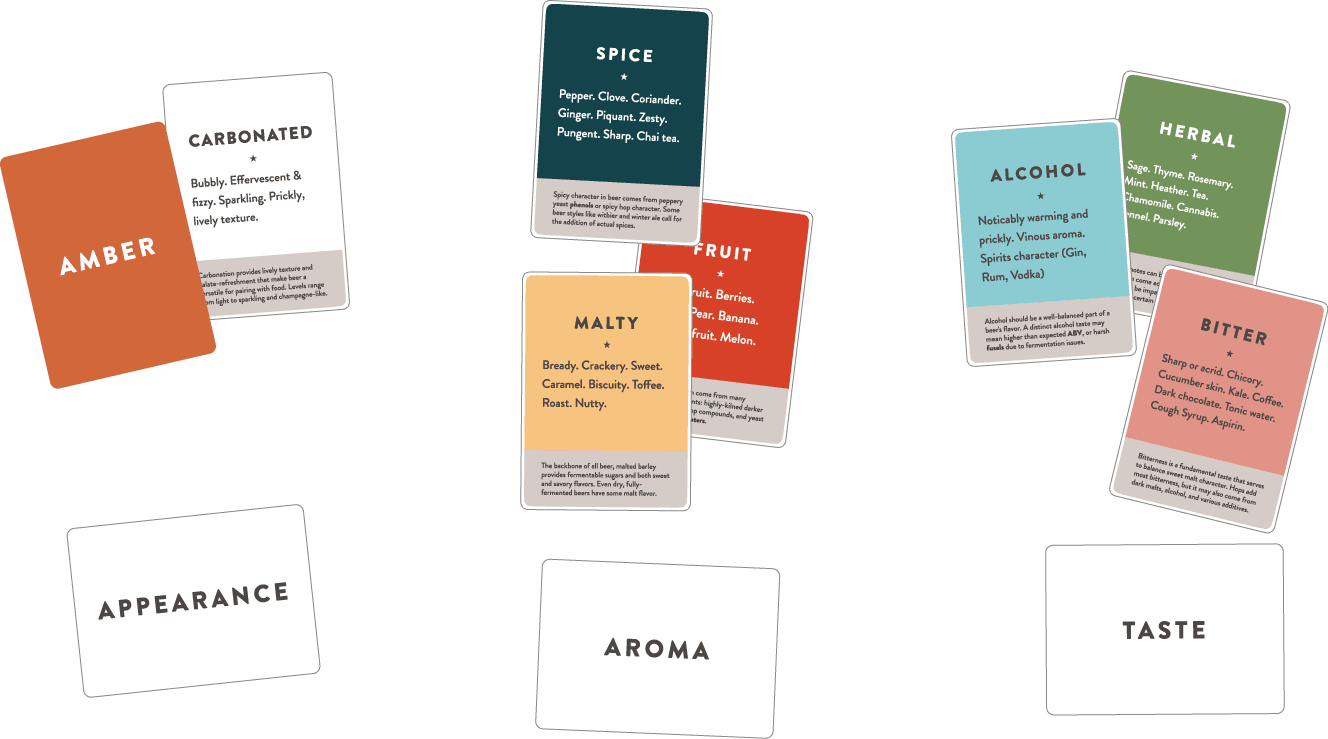 AMBER
CARBONATED
Bubbly. Effervescent &
fizzy. Sparkling. Prickly,
lively texture.
Carbonation provides lively texture and
palate-refreshment that make beer a
versatile for pairing with food. Levels range
from light to sparkling and champagne-like.
APPEARANCE
SPICE
Pepper. Clove. Coriander.
Ginger. Piquant. Zesty.
Pungent. Sharp. Chai tea.
Spicy character in beer comes from peppery
yeast phenols or spicy hop character. Some
beer styles like witbier and winter ale call for
the addition of actual spices.
FRUIT
Berries.
Pear. Banana.
Melon.
come from many
highly-kilned darker
compounds, and yeast
MALTY
Bready. Crackery. Sweet.
Caramel. Biscuity. Toffee.
Roast. Nutty.
The backbone of all beer, malted barley
provides fermentable sugars and both sweet
and savory flavors. Even dry, fully-
fermented beers have some malt flavor.
AROMA
HERBAL
Sage. Thyme. Rosemary.
Mint. Heather. Tea.
Chamomile. Cannabis.
Parsley.
notes can
come
be
certain
ALCOHOL
Noticably warming and
prickly. Vinous aroma.
Spirits character (Gin,
Rum, Vodka)
Alcohol should be a well-balanced part of a
beer's flavor. A distinct alcohol taste may
mean higher than expected ABV, or harsh
fusels due to fermentation issues.
BITTER
Sharp or acrid. Chicory.
Cucumber skin. Kale. Coffee.
Dark chocolate. Tonic water.
Cough Syrup. Aspirin.
Bitterness is a fundamental taste that serves
to balance sweet malt character. Hops add
most bitterness, but it may also come from
dark malts, alcohol, and various additives.
TASTE